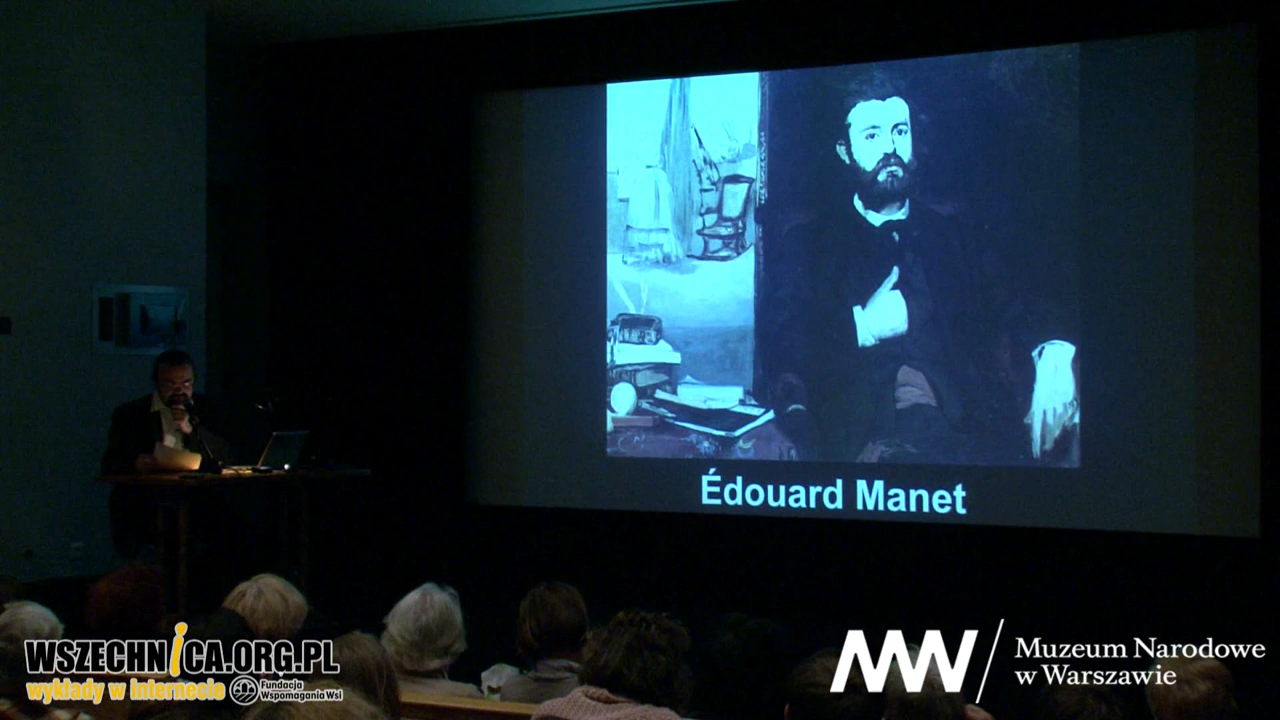 Édouard Manet
WSZECHNICA.ORG.PL
wykłady w internecie
Fundacja
Wspomagania Wsi
Muzeum Narodowe
w Warszawie